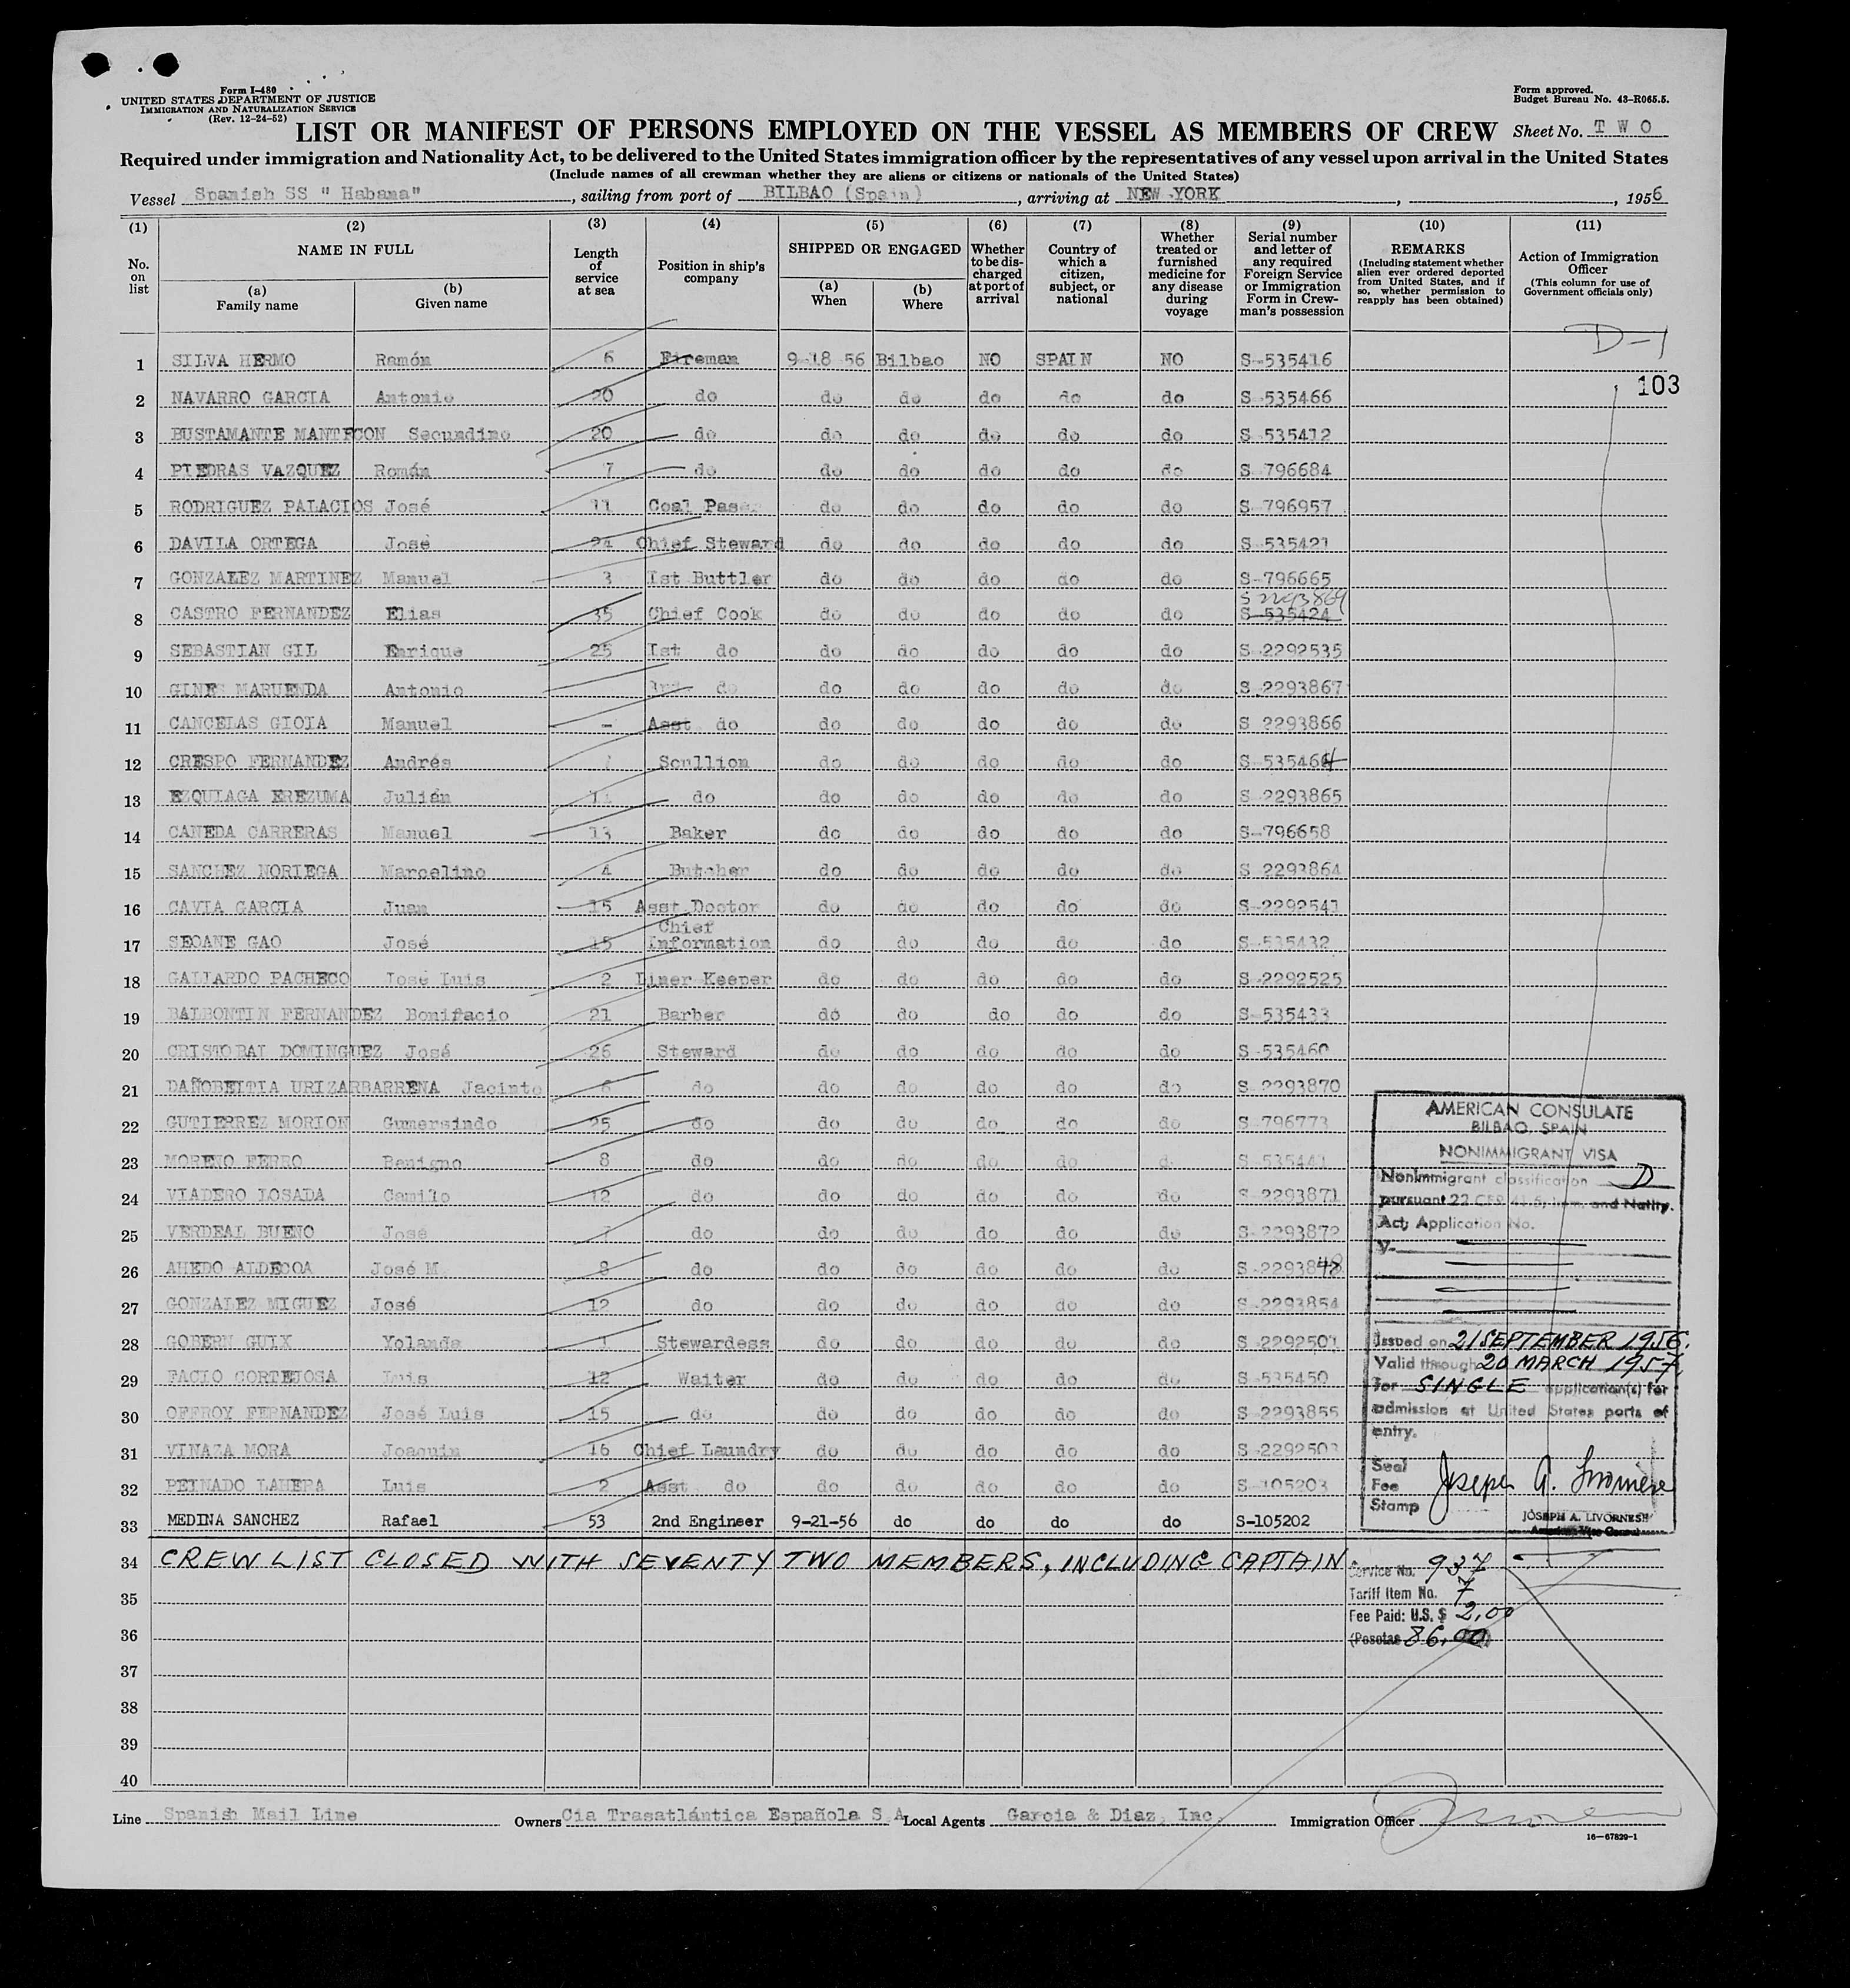 Form I-480
UNITED STATES DEPARTMENT OF JUSTICE
IMMIGRATION AND NATURALIZATION SERVICE
(Rev. 12-24-52)
Form approved.
Budget Bureau No. 43-R065.5.
LIST OR MANIFEST OF PERSONS EMPLOYED ON THE VESSEL AS MEMBERS OF CREW Sheet No. T W O
Required under immigration and Nationality Act, to be delivered to the United States immigration officer by the representatives of any vessel upon arrival in the United States
(Include names of all crewman whether they are aliens or citizens or nationals of the United States)
Vessel Spanish SS " Habana" , sailing from port of BILBAO (Spain) , arriving at NEW YORK , , 1956
(1) No. on list
(2) NAME IN FULL
(a) Family name
(b) Given name
(3) Length of service at sea
(4) Position in ship's company
(5) SHIPPED OR ENGAGED
(a) When
(b) Where
(6) Whether to be discharged at port of arrival
(7) Country of which a citizen, subject, or national
(8) Whether treated or furnished medicine for any disease during voyage
(9) Serial number and letter of any required Foreign Service or Immigration Form in Crewman's possession
(10) REMARKS (Including statement whether alien ever ordered deported from United States, and if so, whether permission to reapply has been obtained)
(11) Action of Immigration Officer (This column for use of Government officials only)
D-1
1 SILVA HERMO Ramón 6 Fireman 9-18 56 Bilbao NO SPAIN NO S-535416
103
2 NAVARRO GARCIA Antonio 20 do do do do do do S-535466
3 BUSTAMANTE MANTECON Secundino 20 do do do do do do S-535412
4 PIEDRAS VAZQUEZ Román 7 do do do do do do S-796684
5 RODRIGUEZ PALACIOS José 11 Coal Pas do do do do do S-796957
6 DAVILA ORTEGA José 24 Chief Steward do do do do do S-535421
7 GONZALEZ MARTINEZ Manuel 3 Ist Buttler do do do do do S-796665
S 2293869
8 CASTRO FERNANDEZ Elias 35 Chief Cook do do do do do S-535424
9 SEBASTIAN GIL Enrique 25 Ist do do do do do do S 2292535
10 GINES MARUENDA Antonio do do do do do do S 2293867
11 CANCELAS GIOIA Manuel - Asst do do do do do do S 2293866
12 CRESPO FERNANDEZ Andrés Scullion do do do do do S-535464
13 EZQUIAGA EREZUMA Julián 11 do do do do do do S 2293865
14 CANEDA CARRERAS Manuel 13 Baker do do do do do S-796658
15 SANCHEZ NORIEGA Marcelino 4 Butcher do do do do do S 2293864
16 CAVIA GARCIA Juan 15 Asst Doctor do do do do do S-2292541
17 SEOANE GAO José 15 Chief Information do do do do do S-535432
18 GALLARDO PACHECO José Luis 2 Liner Keeper do do do do do S-2292525
19 BALBONTIN FERNANDEZ Bonifacio 21 Barber do do do do do S-535433
20 CRISTOBAL DOMINGUEZ José 26 Steward do do do do do S-535460
21 DAÑOBEITIA URIZARBARRENA Jacinto 6 do do do do do do S-2293870
22 GUTIERREZ MORION Gumersindo 25 do do do do do do S-796773
23 MORENO FERRO Benigno 8 do do do do do do S-535441
24 VIADERO LOSADA Camilo 12 do do do do do do S-2293871
25 VERDEAL BUENO José do do do do do do S-2293872
26 AHEDO ALDECOA José M. 8 do do do do do do S-2293848
27 GONZALEZ MIGUEZ José 12 do do do do do do S-2293854
28 GOBERN GUIX Yolanda 1 Stewardess do do do do do S 2292501
29 FACIO CORTEJOSA Luis 12 Waiter do do do do do S-535450
30 OFFROY FERNANDEZ José Luis 15 do do do do do do S-2293855
31 VINAZA MORA Joaquin 16 Chief Laundry do do do do do S-2292503
32 PEINADO LAHERA Luis 2 Asst do do do do do do S-105203
33 MEDINA SANCHEZ Rafael 53 2nd Engineer 9-21-56 do do do do S-105202
34 CREW LIST CLOSED WITH SEVENTY TWO MEMBERS, INCLUDING CAPTAIN
35
36
37
38
39
40
AMERICAN CONSULATE
BILBAO, SPAIN
NONIMMIGRANT VISA
Nonimmigrant classification D
pursuant 22 CFR 41.5, Imm. and Natlty.
Act; Application No.
V-
Issued on 21 SEPTEMBER 1956.
Valid through 20 MARCH 1957
for SINGLE application(s) for
admission at United States ports of
entry.
Seal
Fee
Stamp
Joseph A. Livornese
JOSEPH A. LIVORNESE
American Vice Consul
Service No. 937
Tariff Item No. 7
Fee Paid: U.S. $ 2,00
(Pesetas 86,00)
Line Spanish Mail Line Owners Cia Trasatlántica Española S A Local Agents Garcia & Diaz, Inc. Immigration Officer
16—67829-1